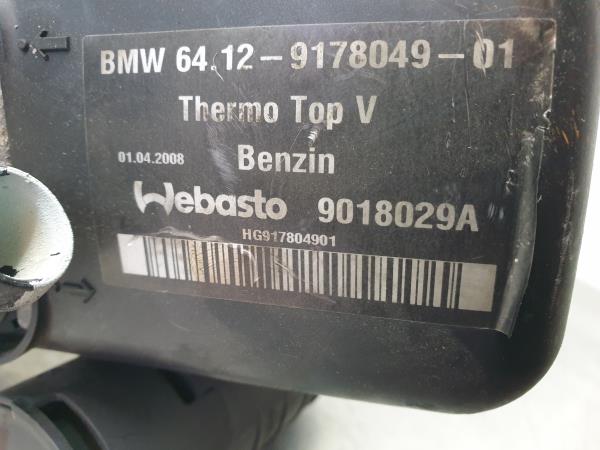 BMW 64.12-9178049-01
Thermo Top V
01.04.2008 Benzin
Webasto 9018029A
HG917804901